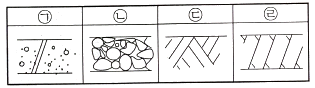 ㉠ ㉡ ㉢ ㉣